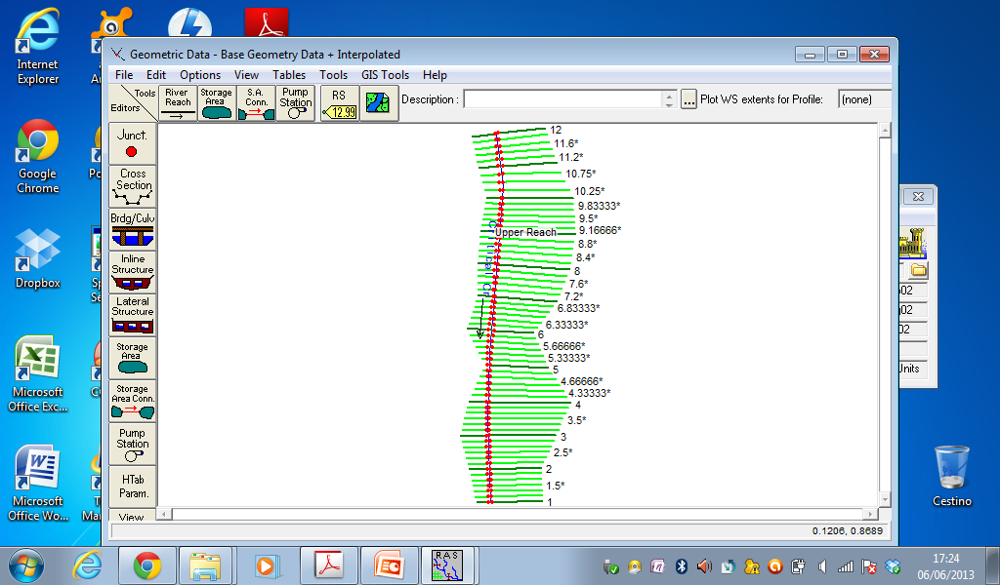 Internet
Explorer
Google
Chrome
Dropbox
Microsoft
Office Exc...
Microsoft
Office Wo...
Geometric Data - Base Geometry Data + Interpolated
File Edit Options View Tables Tools GIS Tools Help
Tools
Editors
River
Reach
Storage
Area
S.A.
Conn.
Pump
Station
RS
12.99
Description :
...
Plot WS extents for Profile:
(none)
Junct.
Cross
Section
Brdg/Culv
Inline
Structure
Lateral
Structure
Storage
Area
Storage
Area Conn.
Pump
Station
HTab
Param.
View
12
11.6*
11.2*
10.75*
10.25*
9.83333*
9.5*
Upper Reach
9.16666*
8.8*
8.4*
8
7.6*
7.2*
6.83333*
6.33333*
6
5.66666*
5.33333*
5
4.66666*
4.33333*
4
3.5*
3
2.5*
2
1.5*
1
0.1206, 0.8689
Cestino
RAS
17:24
06/06/2013